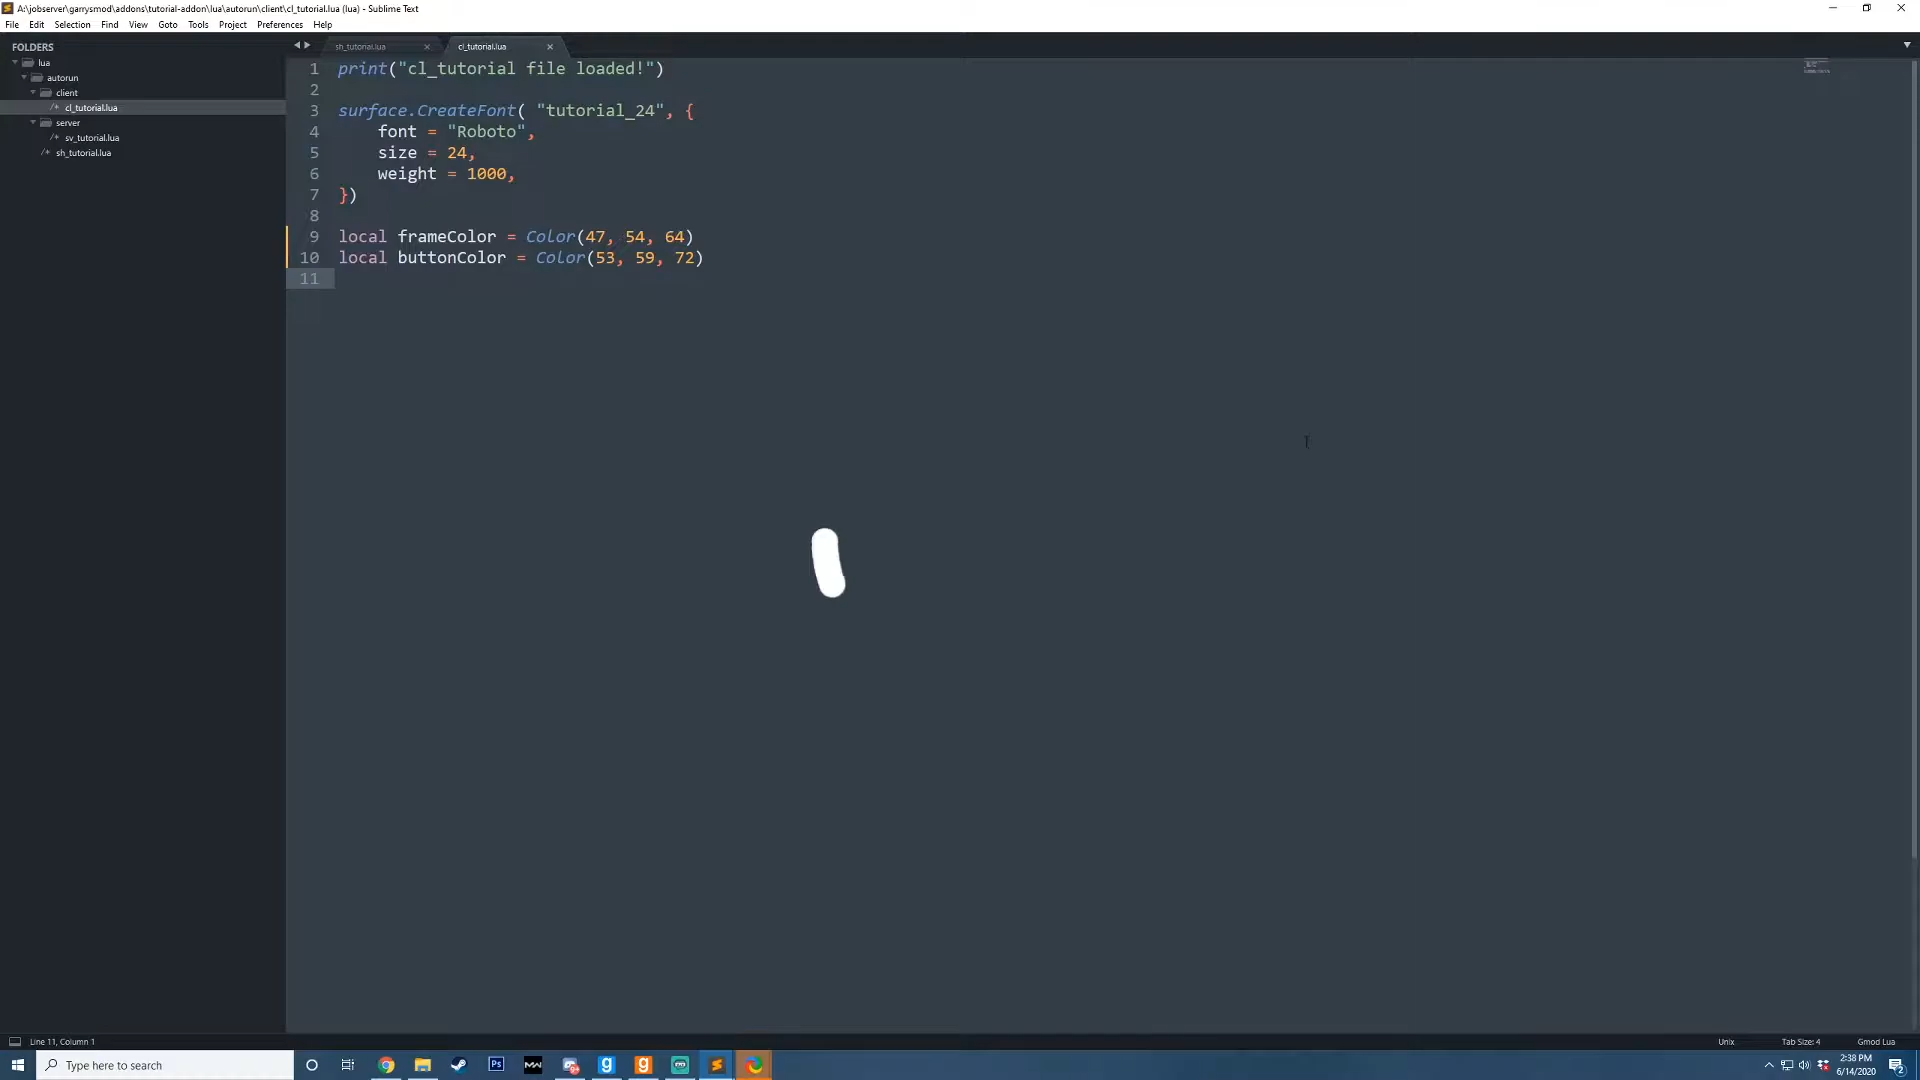 A:\jobserver\garrysmod\addons\tutorial-addon\lua\autorun\client\cl_tutorial.lua (lua) - Sublime Text
File Edit Selection Find View Goto Tools Project Preferences Help
FOLDERS
lua
autorun
client
/* cl_tutorial.lua
server
/* sv_tutorial.lua
/* sh_tutorial.lua
sh_tutorial.lua × cl_tutorial.lua ×
1 print("cl_tutorial file loaded!")
2
3 surface.CreateFont( "tutorial_24", {
4 font = "Roboto",
5 size = 24,
6 weight = 1000,
7 })
8
9 local frameColor = Color(47, 54, 64)
10 local buttonColor = Color(53, 59, 72)
11
Line 11, Column 1
Unix Tab Size: 4 Gmod Lua
Type here to search
Ps
MW
g
g
2:38 PM
6/14/2020
2